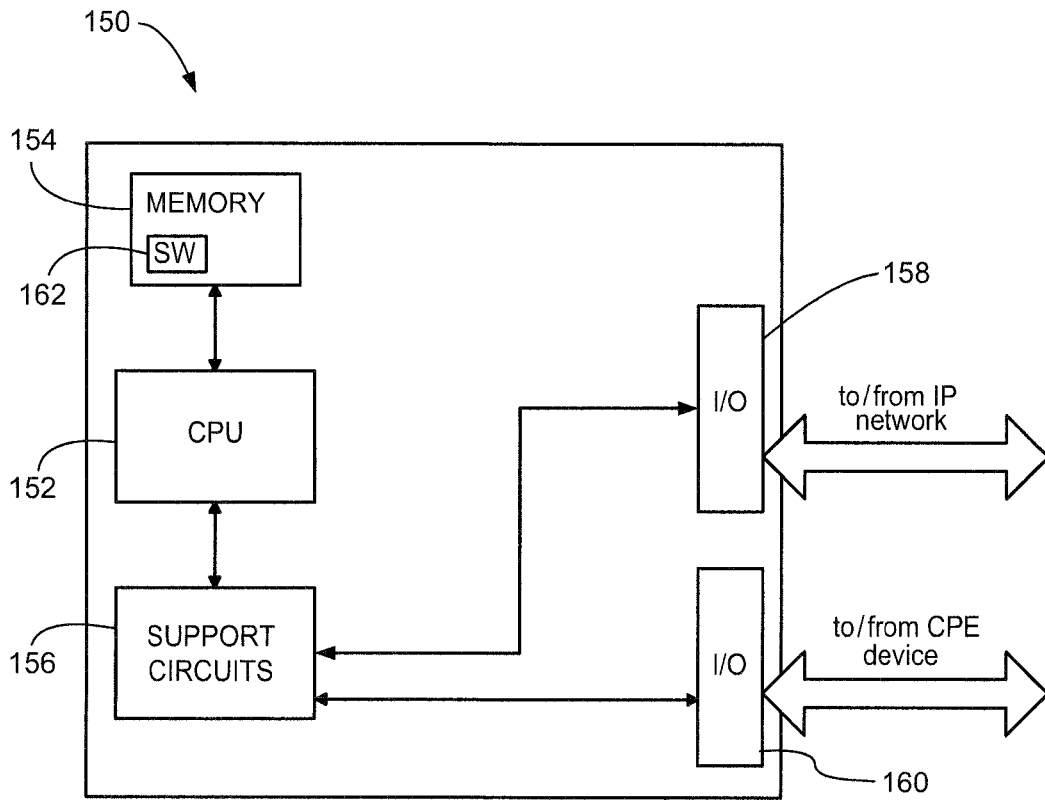 150
154
MEMORY
SW
162
158
CPU
I/O
to/from IP
network
152
SUPPORT
CIRCUITS
156
I/O
to/from CPE
device
160